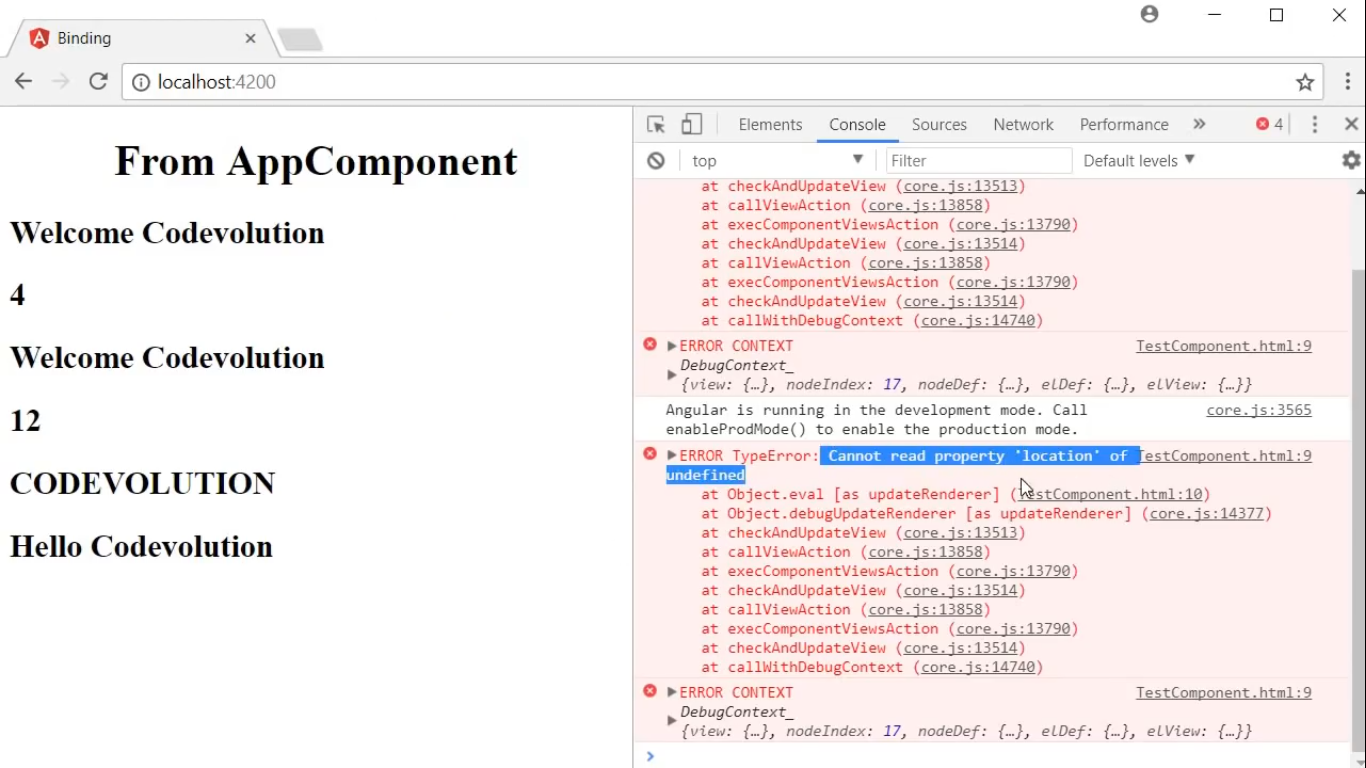 Binding
localhost:4200
From AppComponent
Welcome Codevolution
4
Welcome Codevolution
12
CODEVOLUTION
Hello Codevolution
Elements Console Sources Network Performance » 4
top Filter Default levels
at checkAndUpdateView (core.js:13513)
at callViewAction (core.js:13858)
at execComponentViewsAction (core.js:13790)
at checkAndUpdateView (core.js:13514)
at callViewAction (core.js:13858)
at execComponentViewsAction (core.js:13790)
at checkAndUpdateView (core.js:13514)
at callWithDebugContext (core.js:14740)
ERROR CONTEXT TestComponent.html:9
DebugContext_
{view: {…}, nodeIndex: 17, nodeDef: {…}, elDef: {…}, elView: {…}}
Angular is running in the development mode. Call core.js:3565
enableProdMode() to enable the production mode.
ERROR TypeError: Cannot read property 'location' of TestComponent.html:9
undefined
at Object.eval [as updateRenderer] (TestComponent.html:10)
at Object.debugUpdateRenderer [as updateRenderer] (core.js:14377)
at checkAndUpdateView (core.js:13513)
at callViewAction (core.js:13858)
at execComponentViewsAction (core.js:13790)
at checkAndUpdateView (core.js:13514)
at callViewAction (core.js:13858)
at execComponentViewsAction (core.js:13790)
at checkAndUpdateView (core.js:13514)
at callWithDebugContext (core.js:14740)
ERROR CONTEXT TestComponent.html:9
DebugContext_
{view: {…}, nodeIndex: 17, nodeDef: {…}, elDef: {…}, elView: {…}}